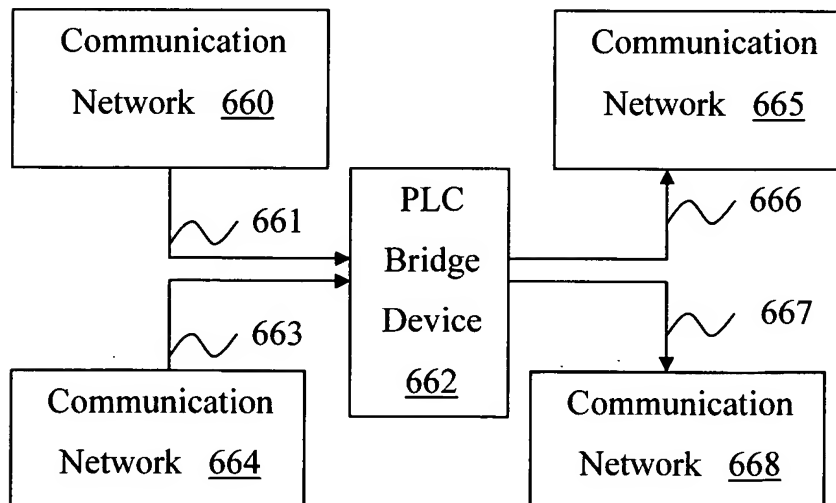 Communication
Network 660
Communication
Network 665
661
PLC
Bridge
Device
662
666
663
667
Communication
Network 664
Communication
Network 668